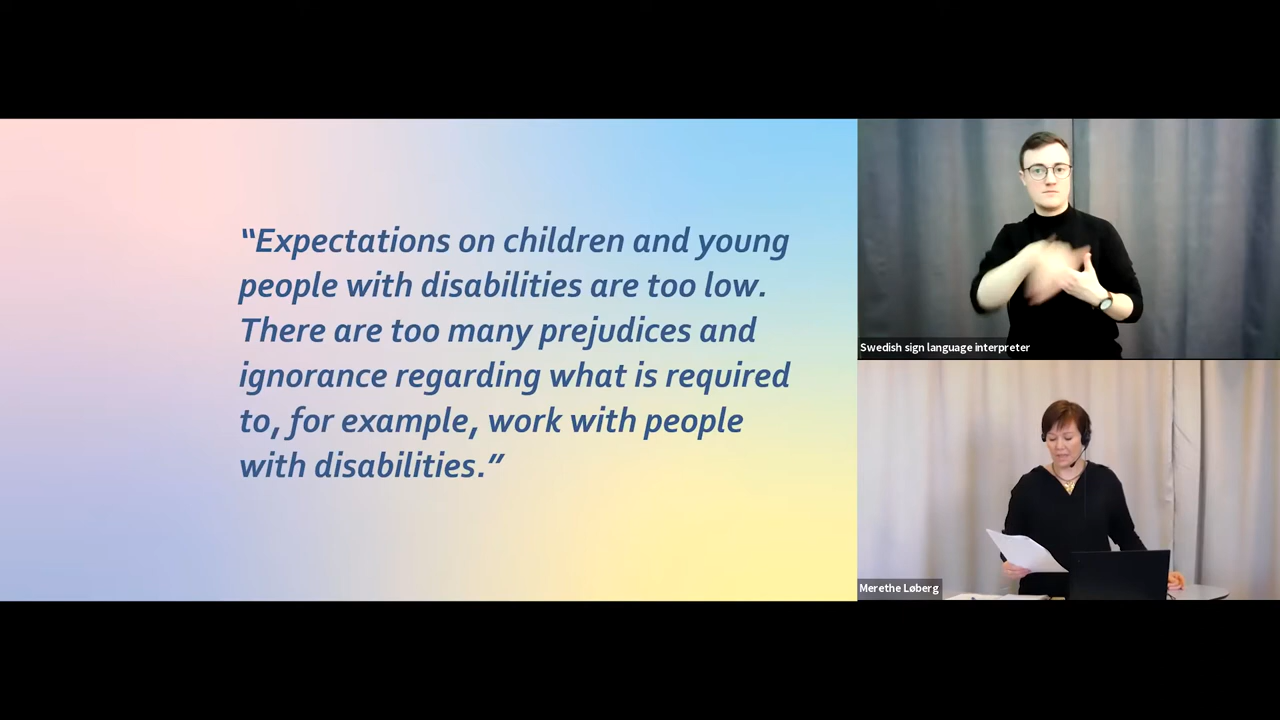 “Expectations on children and young
people with disabilities are too low.
There are too many prejudices and
ignorance regarding what is required
to, for example, work with people
with disabilities.”
Swedish sign language interpreter
Merethe Løberg